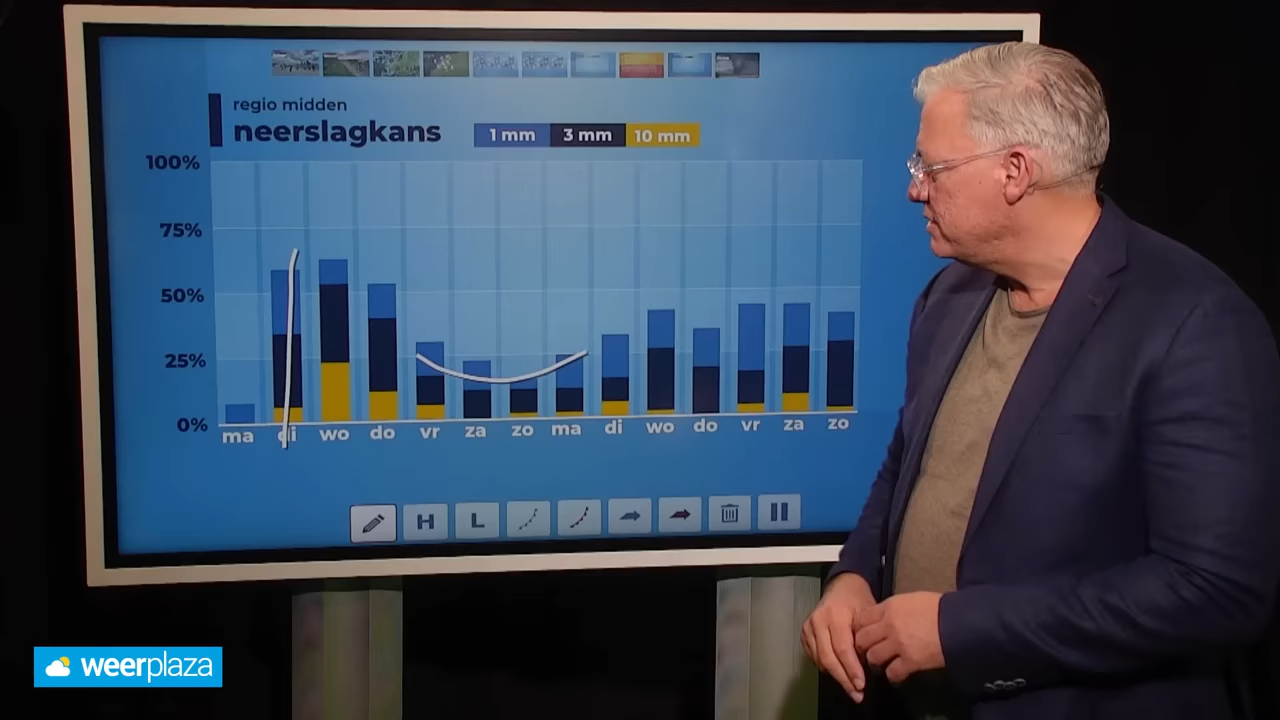 regio midden
neerslagkans
1 mm 3 mm 10 mm
100%
75%
50%
25%
0%
ma di wo do vr za zo ma di wo do vr za zo
H L
weerplaza